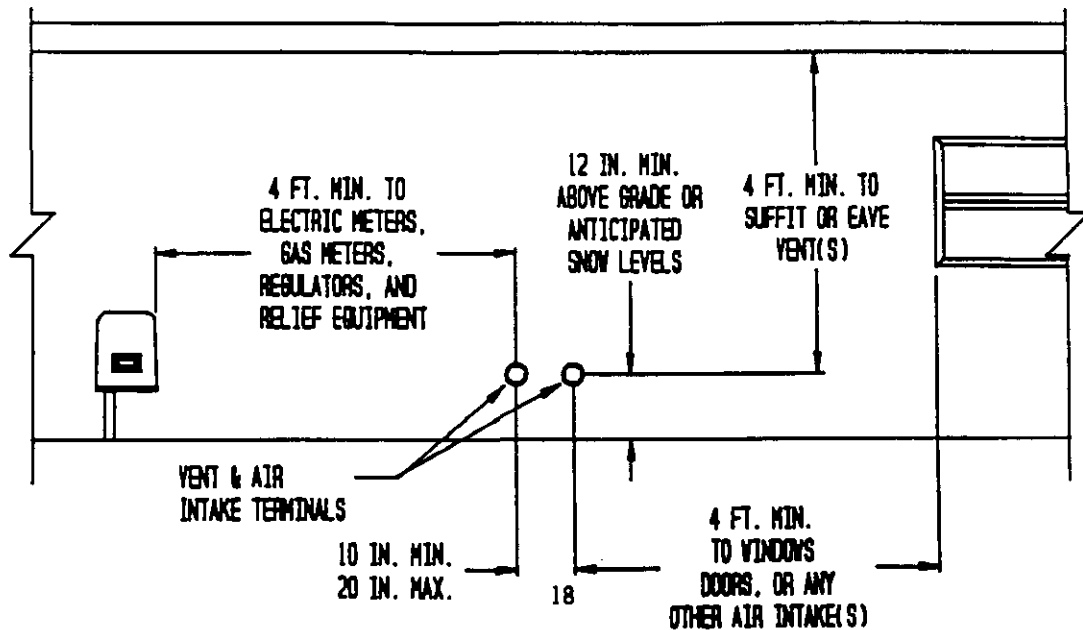 4 FT. MIN. TO
ELECTRIC METERS,
GAS METERS,
REGULATORS, AND
RELIEF EQUIPMENT
12 IN. MIN.
ABOVE GRADE OR
ANTICIPATED
SNOW LEVELS
4 FT. MIN. TO
SUFFIT OR EAVE
VENT(S)
VENT & AIR
INTAKE TERMINALS
10 IN. MIN.
20 IN. MAX.
18
4 FT. MIN.
TO WINDOWS
DOORS, OR ANY
OTHER AIR INTAKE(S)